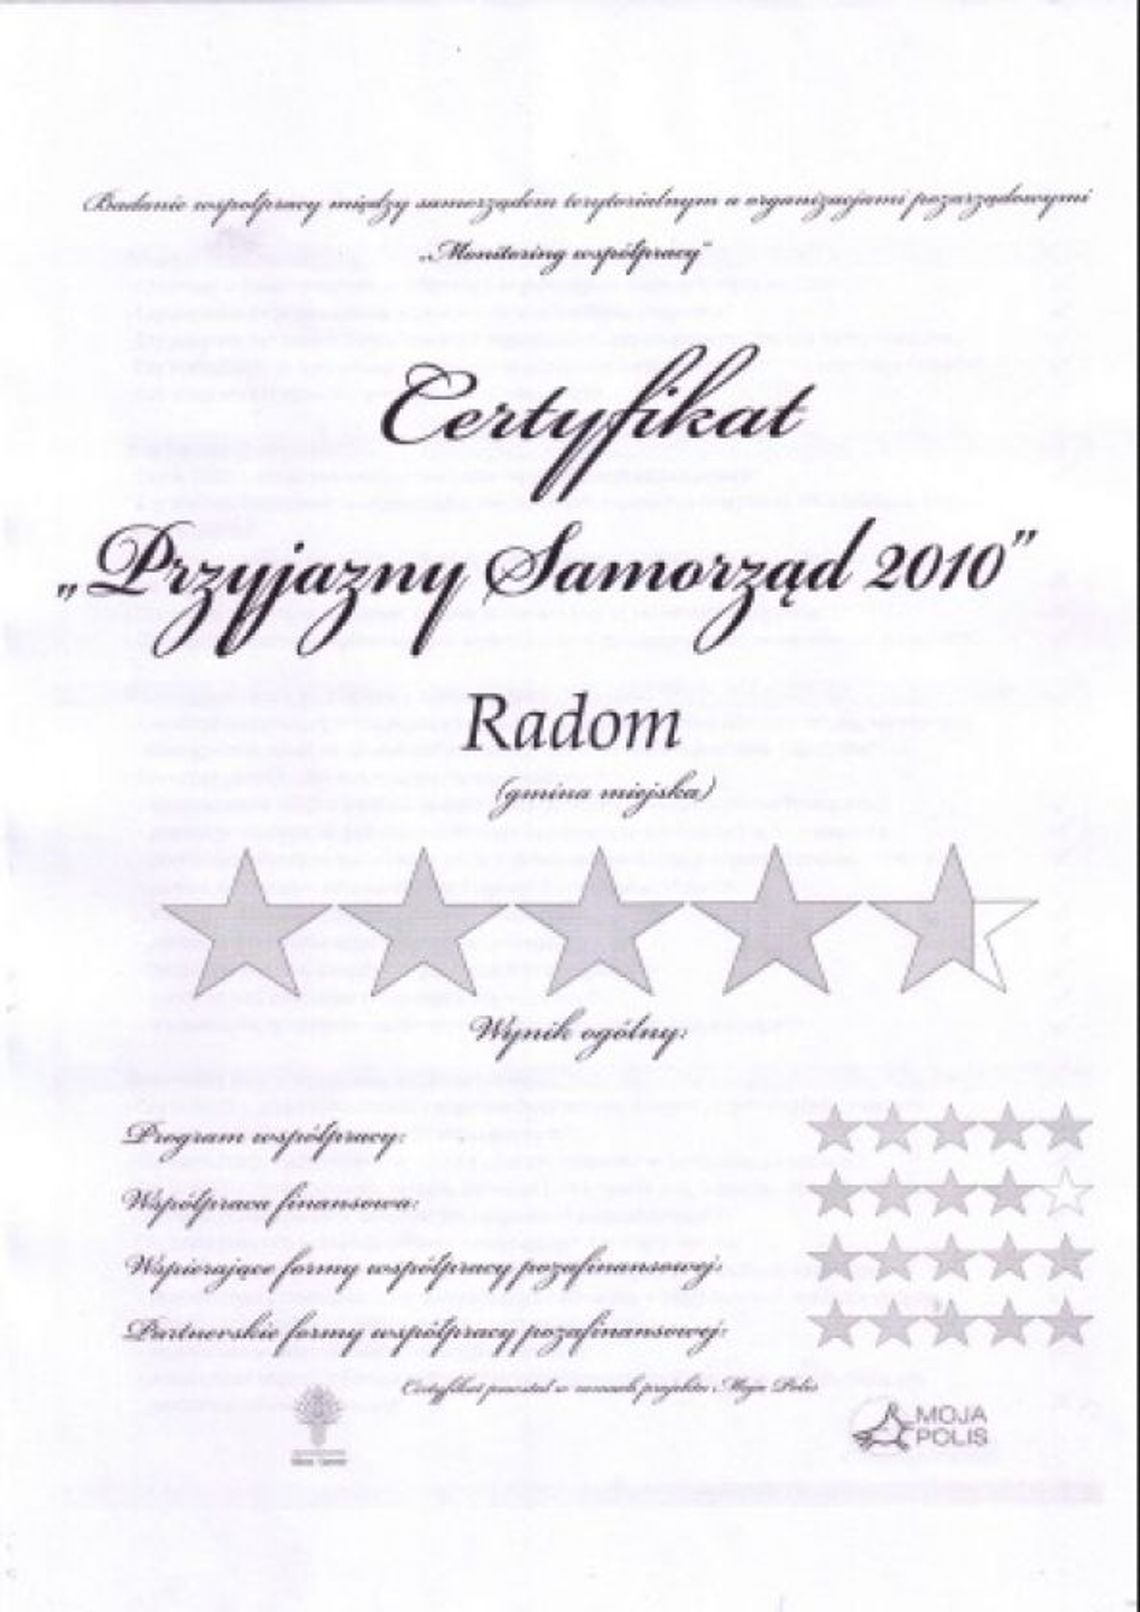 Badanie współpracy między samorządem terytorialnym a organizacjami pozarządowymi
„Monitoring współpracy”
Certyfikat
„Przyjazny Samorząd 2010”
Radom
(gmina miejska)
Wynik ogólny:
Program współpracy:
Współpraca finansowa:
Wspierające formy współpracy pozafinansowej:
Partnerskie formy współpracy pozafinansowej:
Certyfikat powstał w ramach projektu Moja Polis
MOJA
POLIS